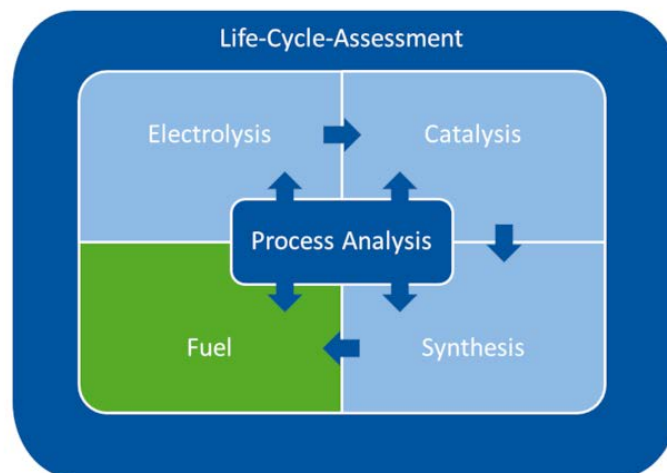 Life-Cycle-Assessment
Electrolysis
Catalysis
Process Analysis
Fuel
Synthesis